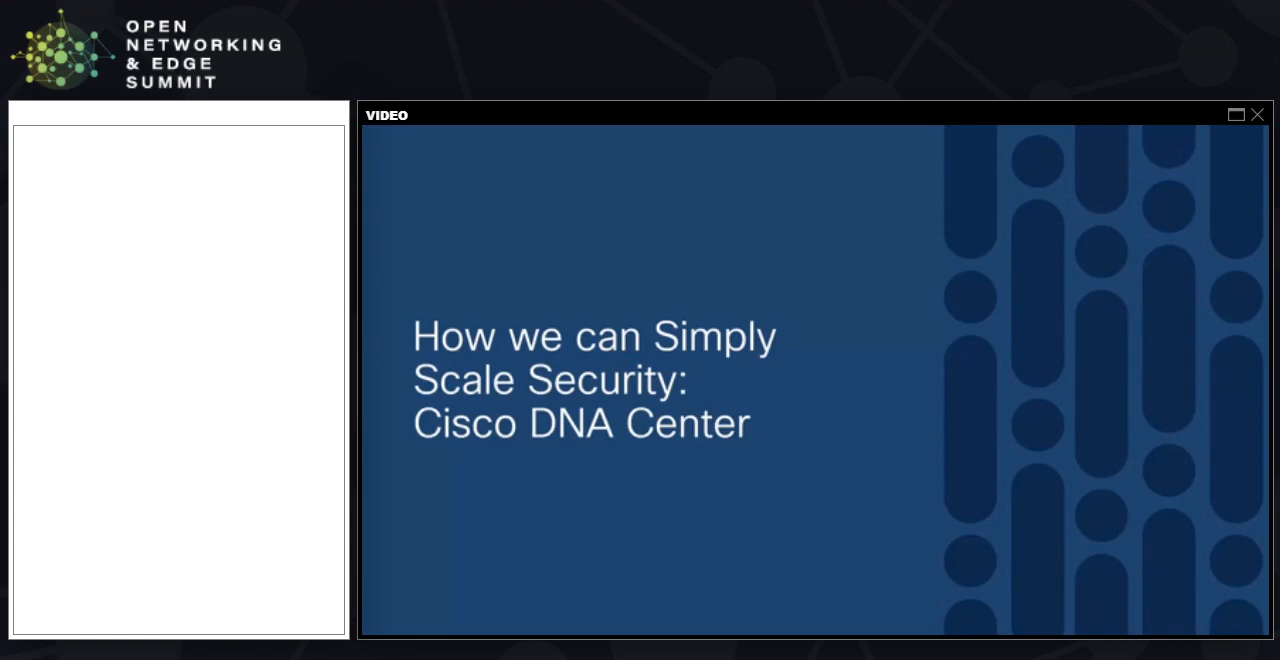 OPEN
NETWORKING
& EDGE
SUMMIT
VIDEO
How we can Simply
Scale Security:
Cisco DNA Center